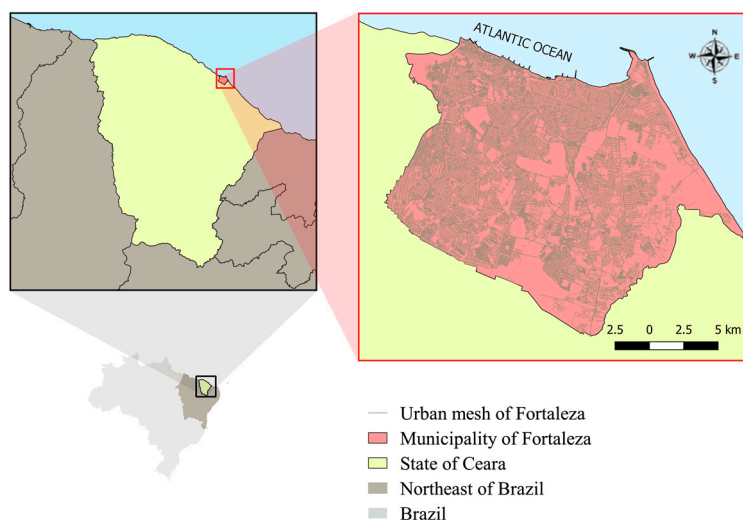 ATLANTIC OCEAN
N
W E
S
2.5 0 2.5 5 km
Urban mesh of Fortaleza
Municipality of Fortaleza
State of Ceara
Northeast of Brazil
Brazil